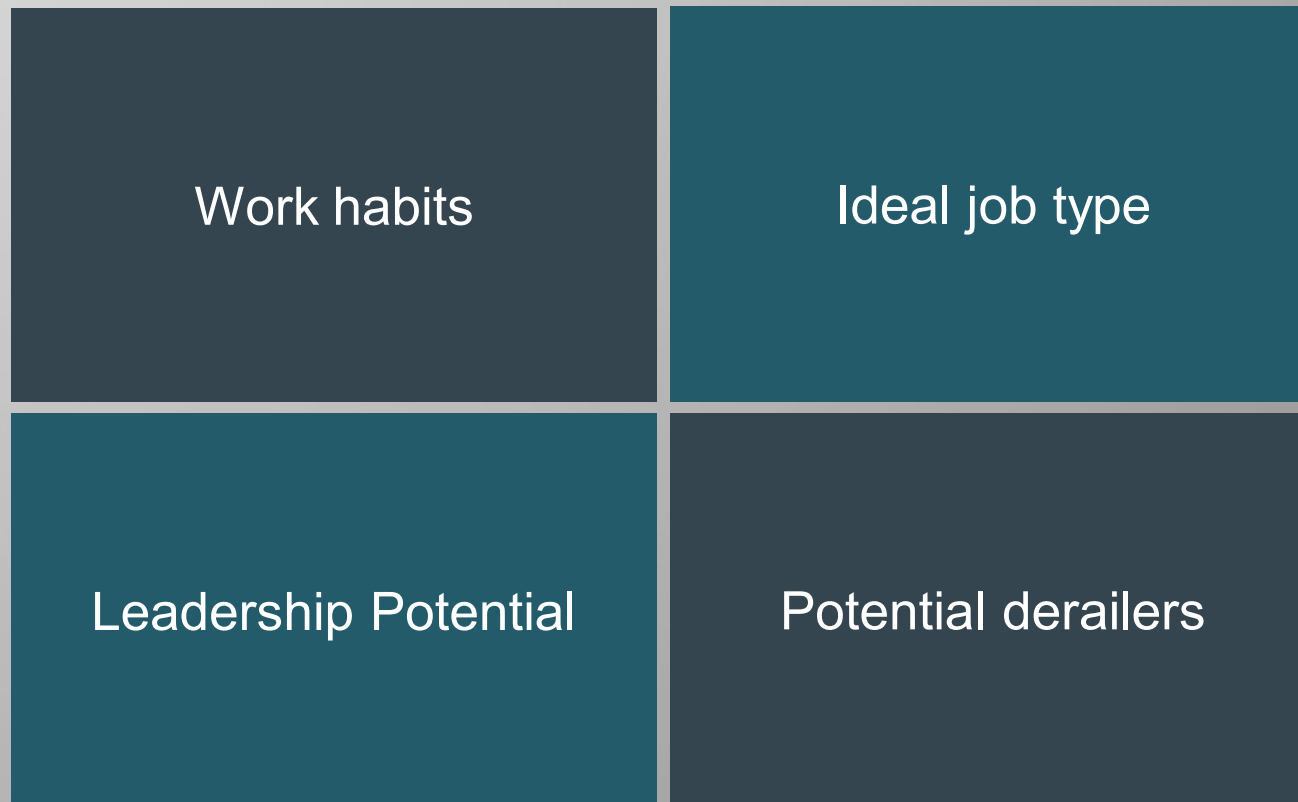 Work habits
Ideal job type
Leadership Potential
Potential derailers